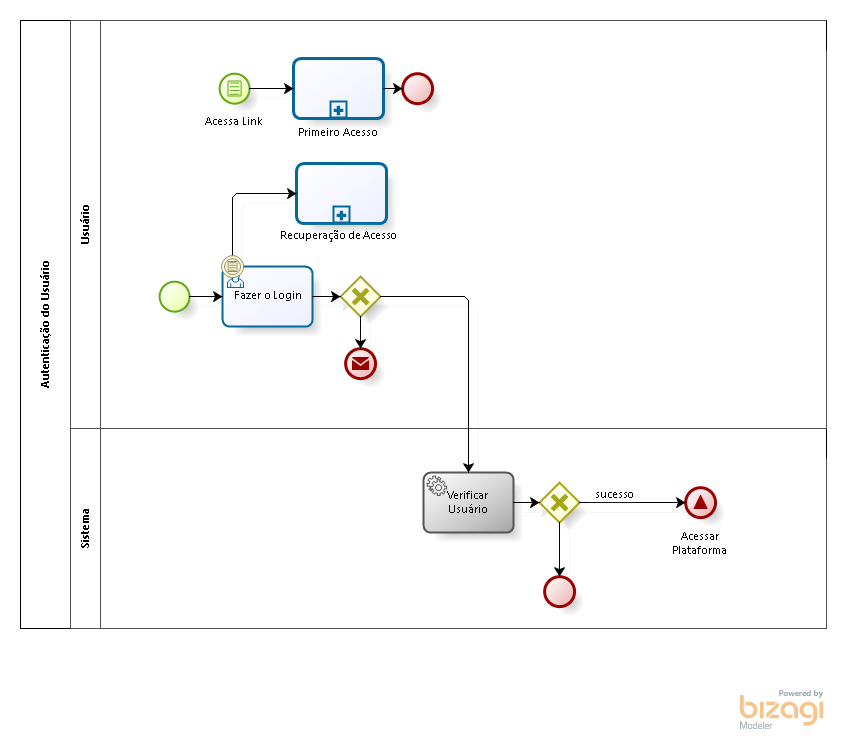 Autenticação do Usuário
Usuário
Acessa Link
Primeiro Acesso
Recuperação de Acesso
Fazer o Login
Sistema
Verificar
Usuário
sucesso
Acessar
Plataforma
Powered by
bizagi
Modeler